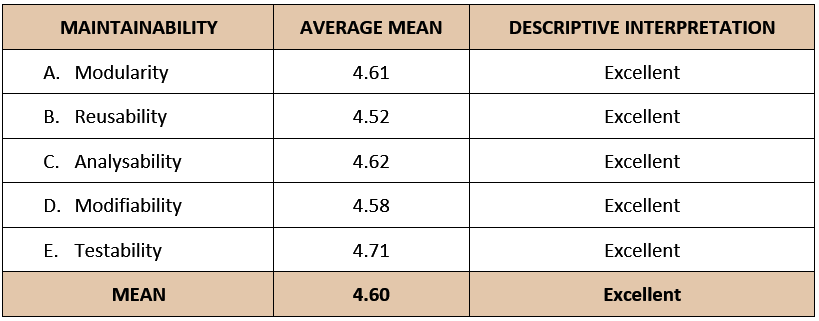 MAINTAINABILITY AVERAGE MEAN DESCRIPTIVE INTERPRETATION
A. Modularity 4.61 Excellent
B. Reusability 4.52 Excellent
C. Analysability 4.62 Excellent
D. Modifiability 4.58 Excellent
E. Testability 4.71 Excellent
MEAN 4.60 Excellent